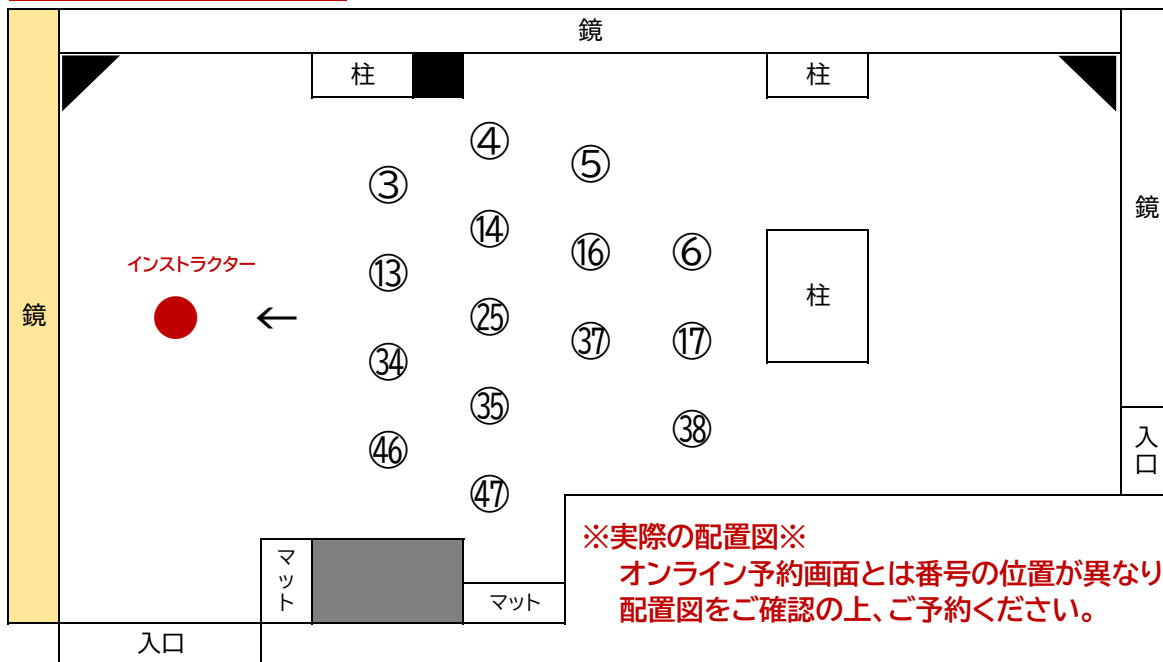 鏡
柱
柱
④
⑤
③
鏡
⑭
⑯
⑥
インストラクター
⑬
柱
鏡
←
㉕
㊲
⑰
㉞
㉟
㊳
入口
㊻
㊼
※実際の配置図※
マット
オンライン予約画面とは番号の位置が異なり
マット
配置図をご確認の上、ご予約ください。
入口